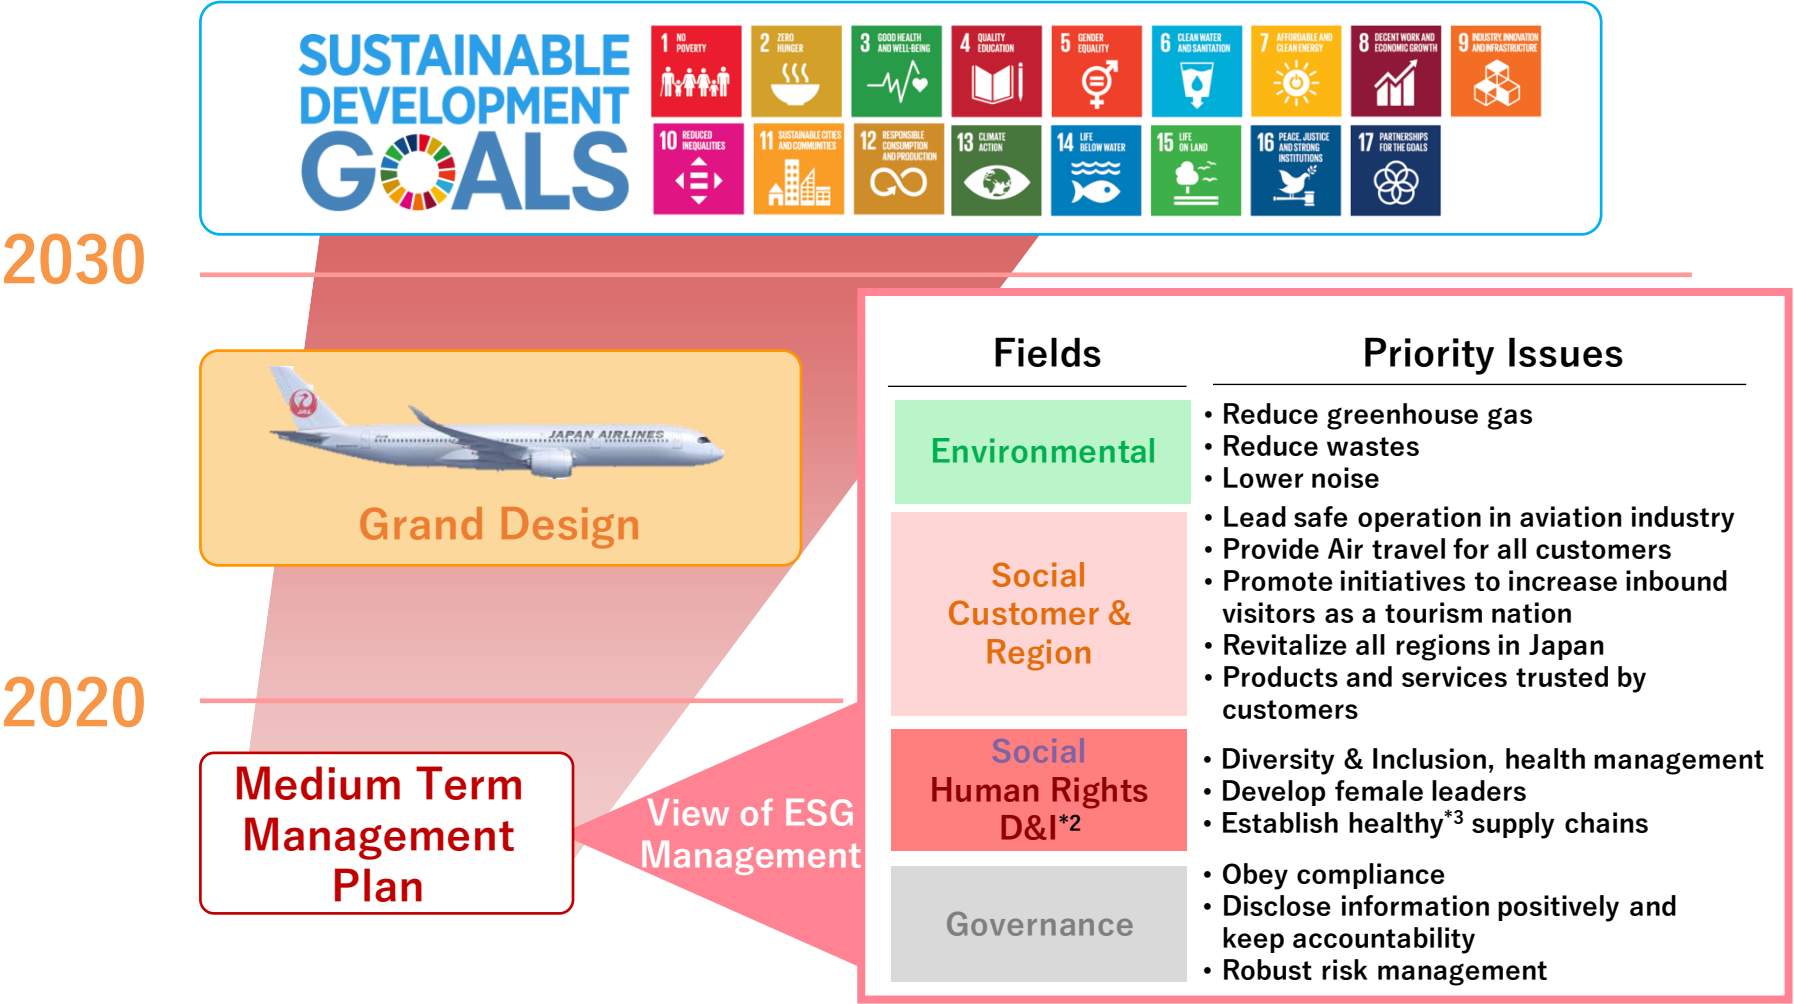 SUSTAINABLE
DEVELOPMENT
GOALS
1 NO
POVERTY
2 ZERO
HUNGER
3 GOOD HEALTH
AND WELL-BEING
4 QUALITY
EDUCATION
5 GENDER
EQUALITY
6 CLEAN WATER
AND SANITATION
7 AFFORDABLE AND
CLEAN ENERGY
8 DECENT WORK AND
ECONOMIC GROWTH
9 INDUSTRY, INNOVATION
AND INFRASTRUCTURE
10 REDUCED
INEQUALITIES
11 SUSTAINABLE CITIES
AND COMMUNITIES
12 RESPONSIBLE
CONSUMPTION
AND PRODUCTION
13 CLIMATE
ACTION
14 LIFE
BELOW WATER
15 LIFE
ON LAND
16 PEACE, JUSTICE
AND STRONG
INSTITUTIONS
17 PARTNERSHIPS
FOR THE GOALS
2030
JAL
JAPAN AIRLINES
Grand Design
2020
Medium Term
Management
Plan
View of ESG
Management
Fields
Priority Issues
Environmental
• Reduce greenhouse gas
• Reduce wastes
• Lower noise
Social
Customer &
Region
• Lead safe operation in aviation industry
• Provide Air travel for all customers
• Promote initiatives to increase inbound
visitors as a tourism nation
• Revitalize all regions in Japan
• Products and services trusted by
customers
Social
Human Rights
D&I*2
• Diversity & Inclusion, health management
• Develop female leaders
• Establish healthy*3 supply chains
Governance
• Obey compliance
• Disclose information positively and
keep accountability
• Robust risk management